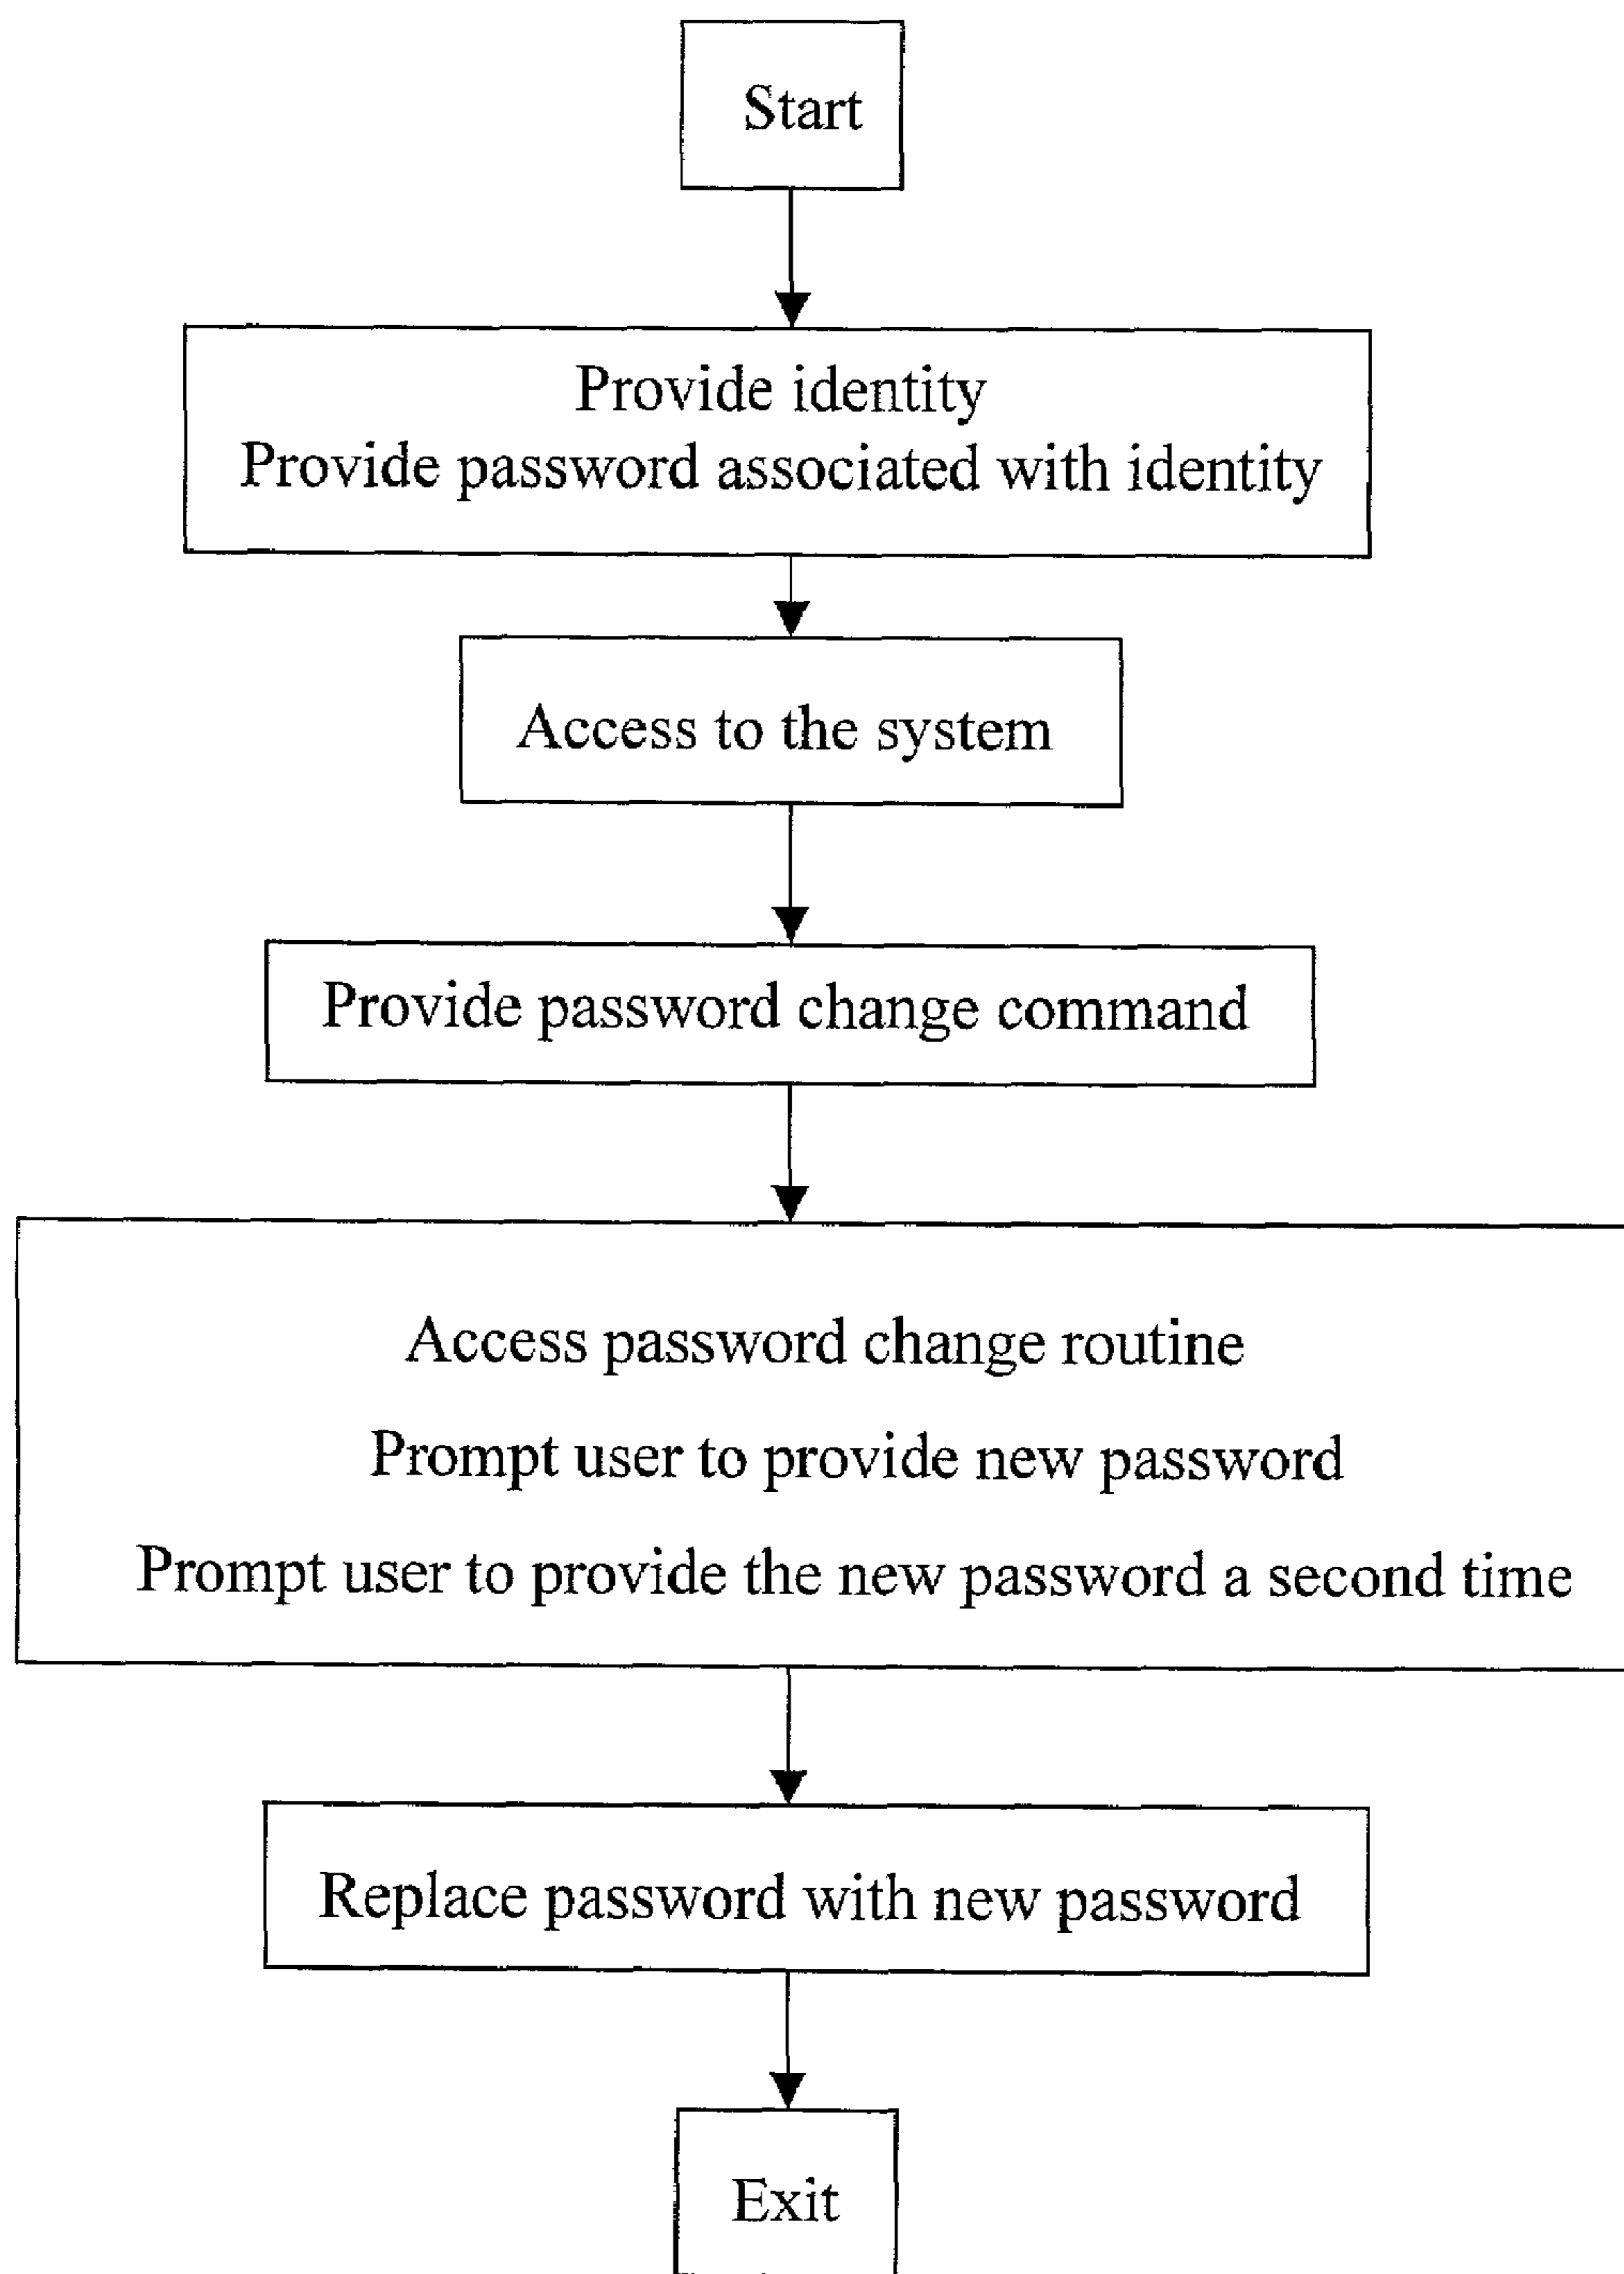 Start
Provide identity
Provide password associated with identity
Access to the system
Provide password change command
Access password change routine
Prompt user to provide new password
Prompt user to provide the new password a second time
Replace password with new password
Exit